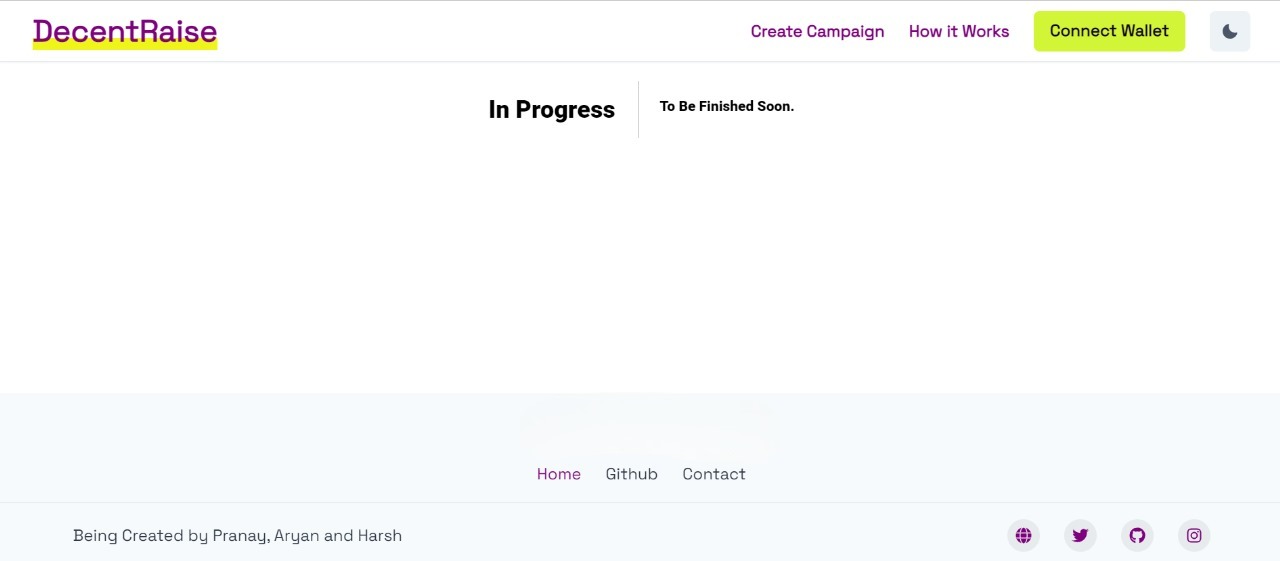 DecentRaise
Create Campaign
How it Works
Connect Wallet
In Progress
To Be Finished Soon.
Home
Github
Contact
Being Created by Pranay, Aryan and Harsh